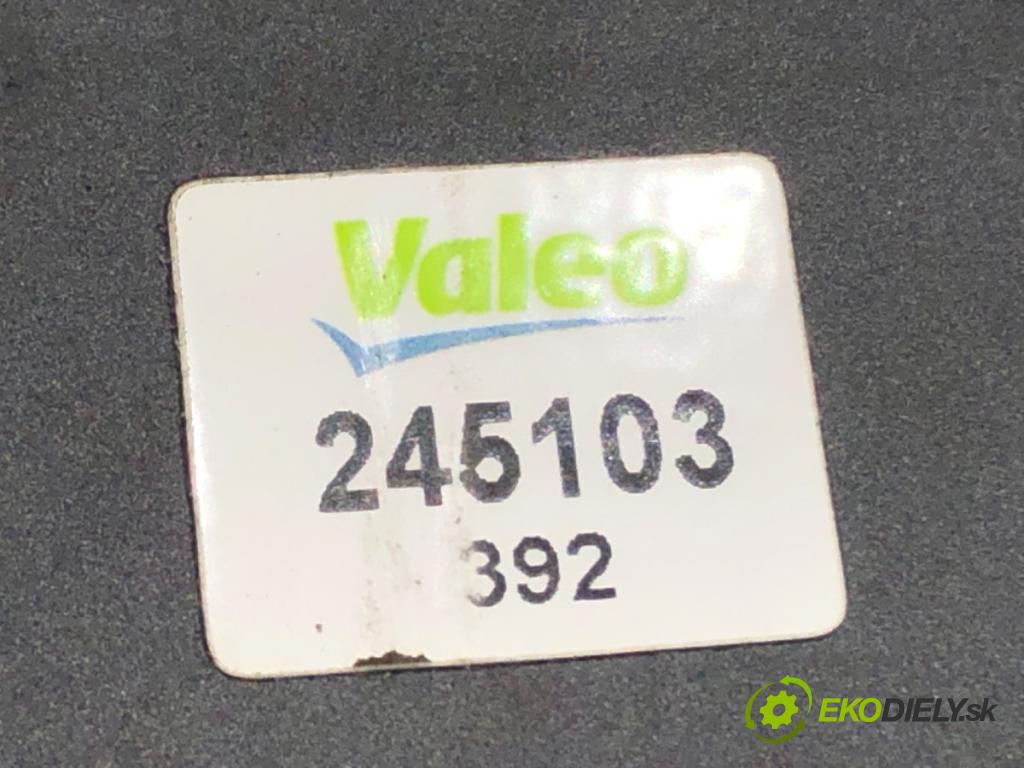 Valeo
245103
392
EKODIELY.sk